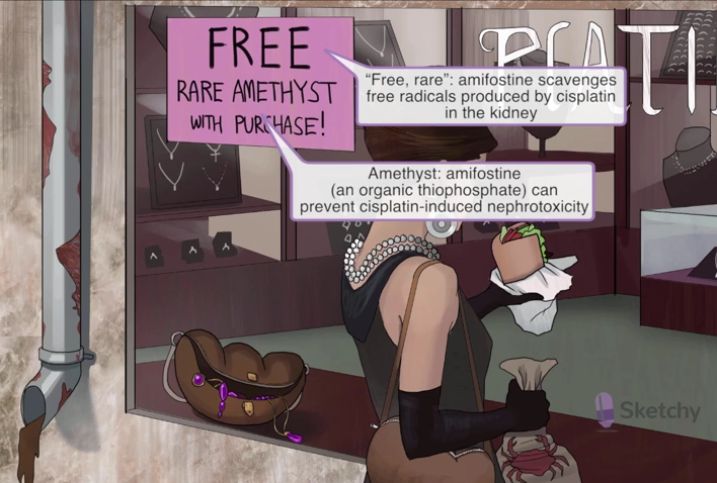 FREE
RARE AMETHYST
WITH PURCHASE!
PLATI
“Free, rare”: amifostine scavenges
free radicals produced by cisplatin
in the kidney
Amethyst: amifostine
(an organic thiophosphate) can
prevent cisplatin-induced nephrotoxicity
Sketchy